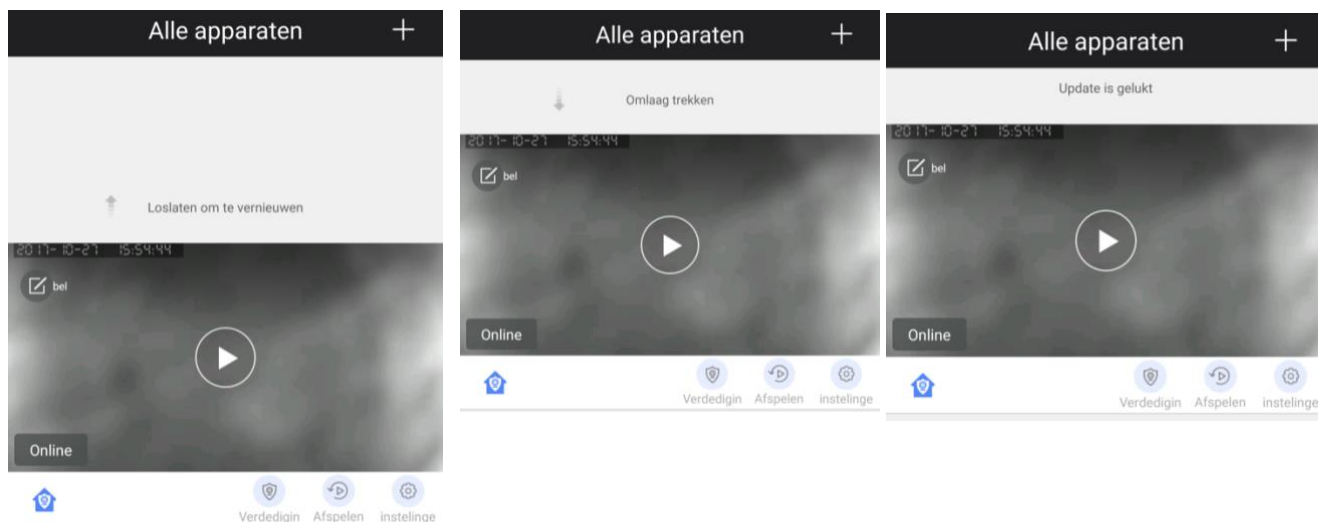 Alle apparaten
Loslaten om te vernieuwen
2017-10-27 15:54:44
bel
Online
Verdedigin Afspelen instelinge
Alle apparaten
Omlaag trekken
2017-10-27 15:54:44
bel
Online
Verdedigin Afspelen instelinge
Alle apparaten
Update is gelukt
2017-10-27 15:54:44
bel
Online
Verdedigin Afspelen instelinge